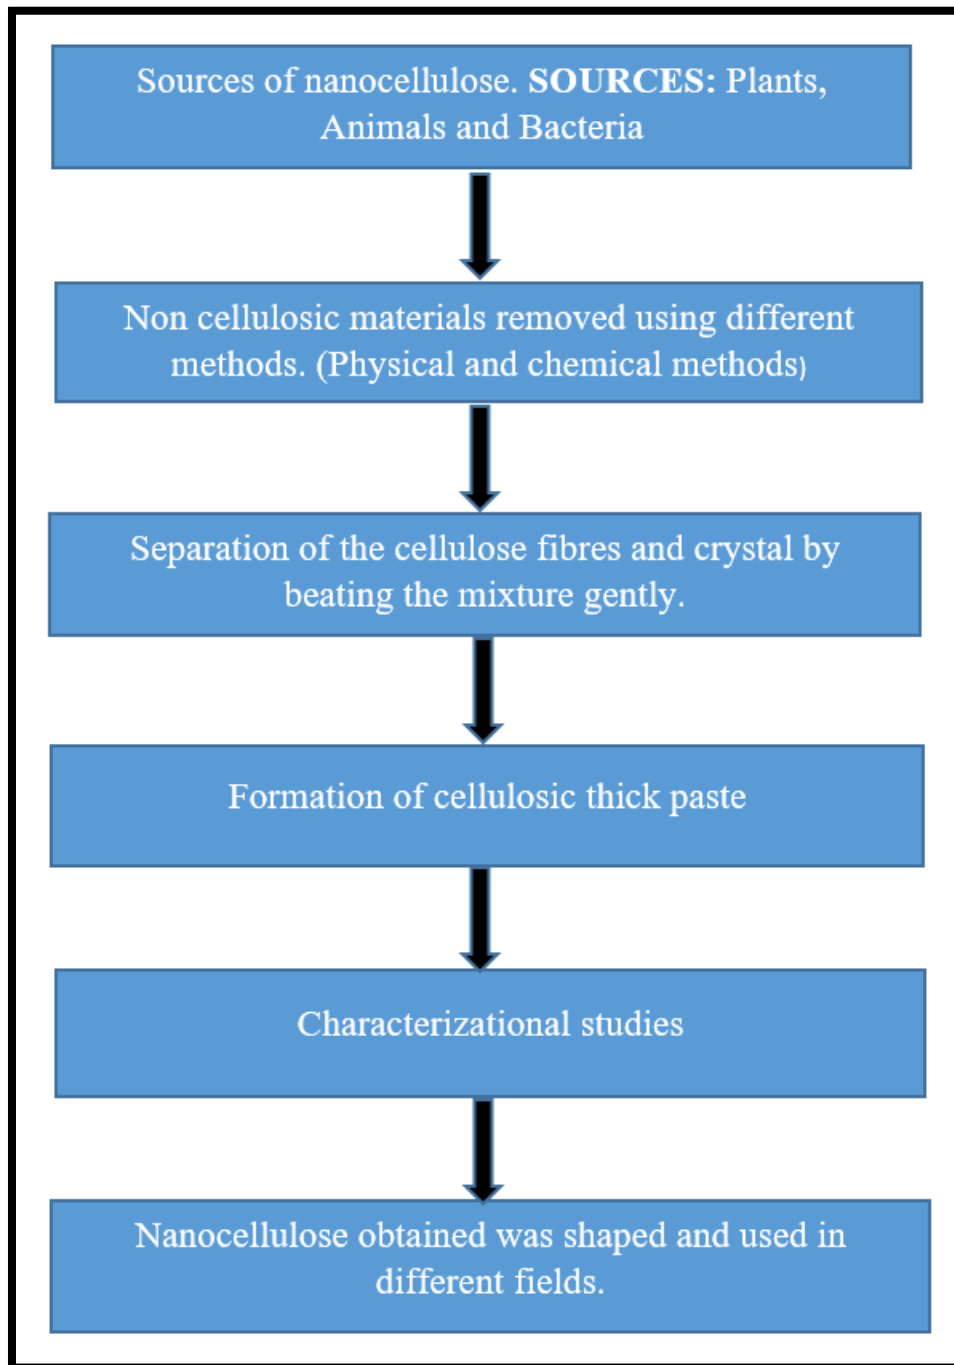 Sources of nanocellulose. SOURCES: Plants,
Animals and Bacteria
Non cellulosic materials removed using different
methods. (Physical and chemical methods)
Separation of the cellulose fibres and crystal by
beating the mixture gently.
Formation of cellulosic thick paste
Characterizational studies
Nanocellulose obtained was shaped and used in
different fields.